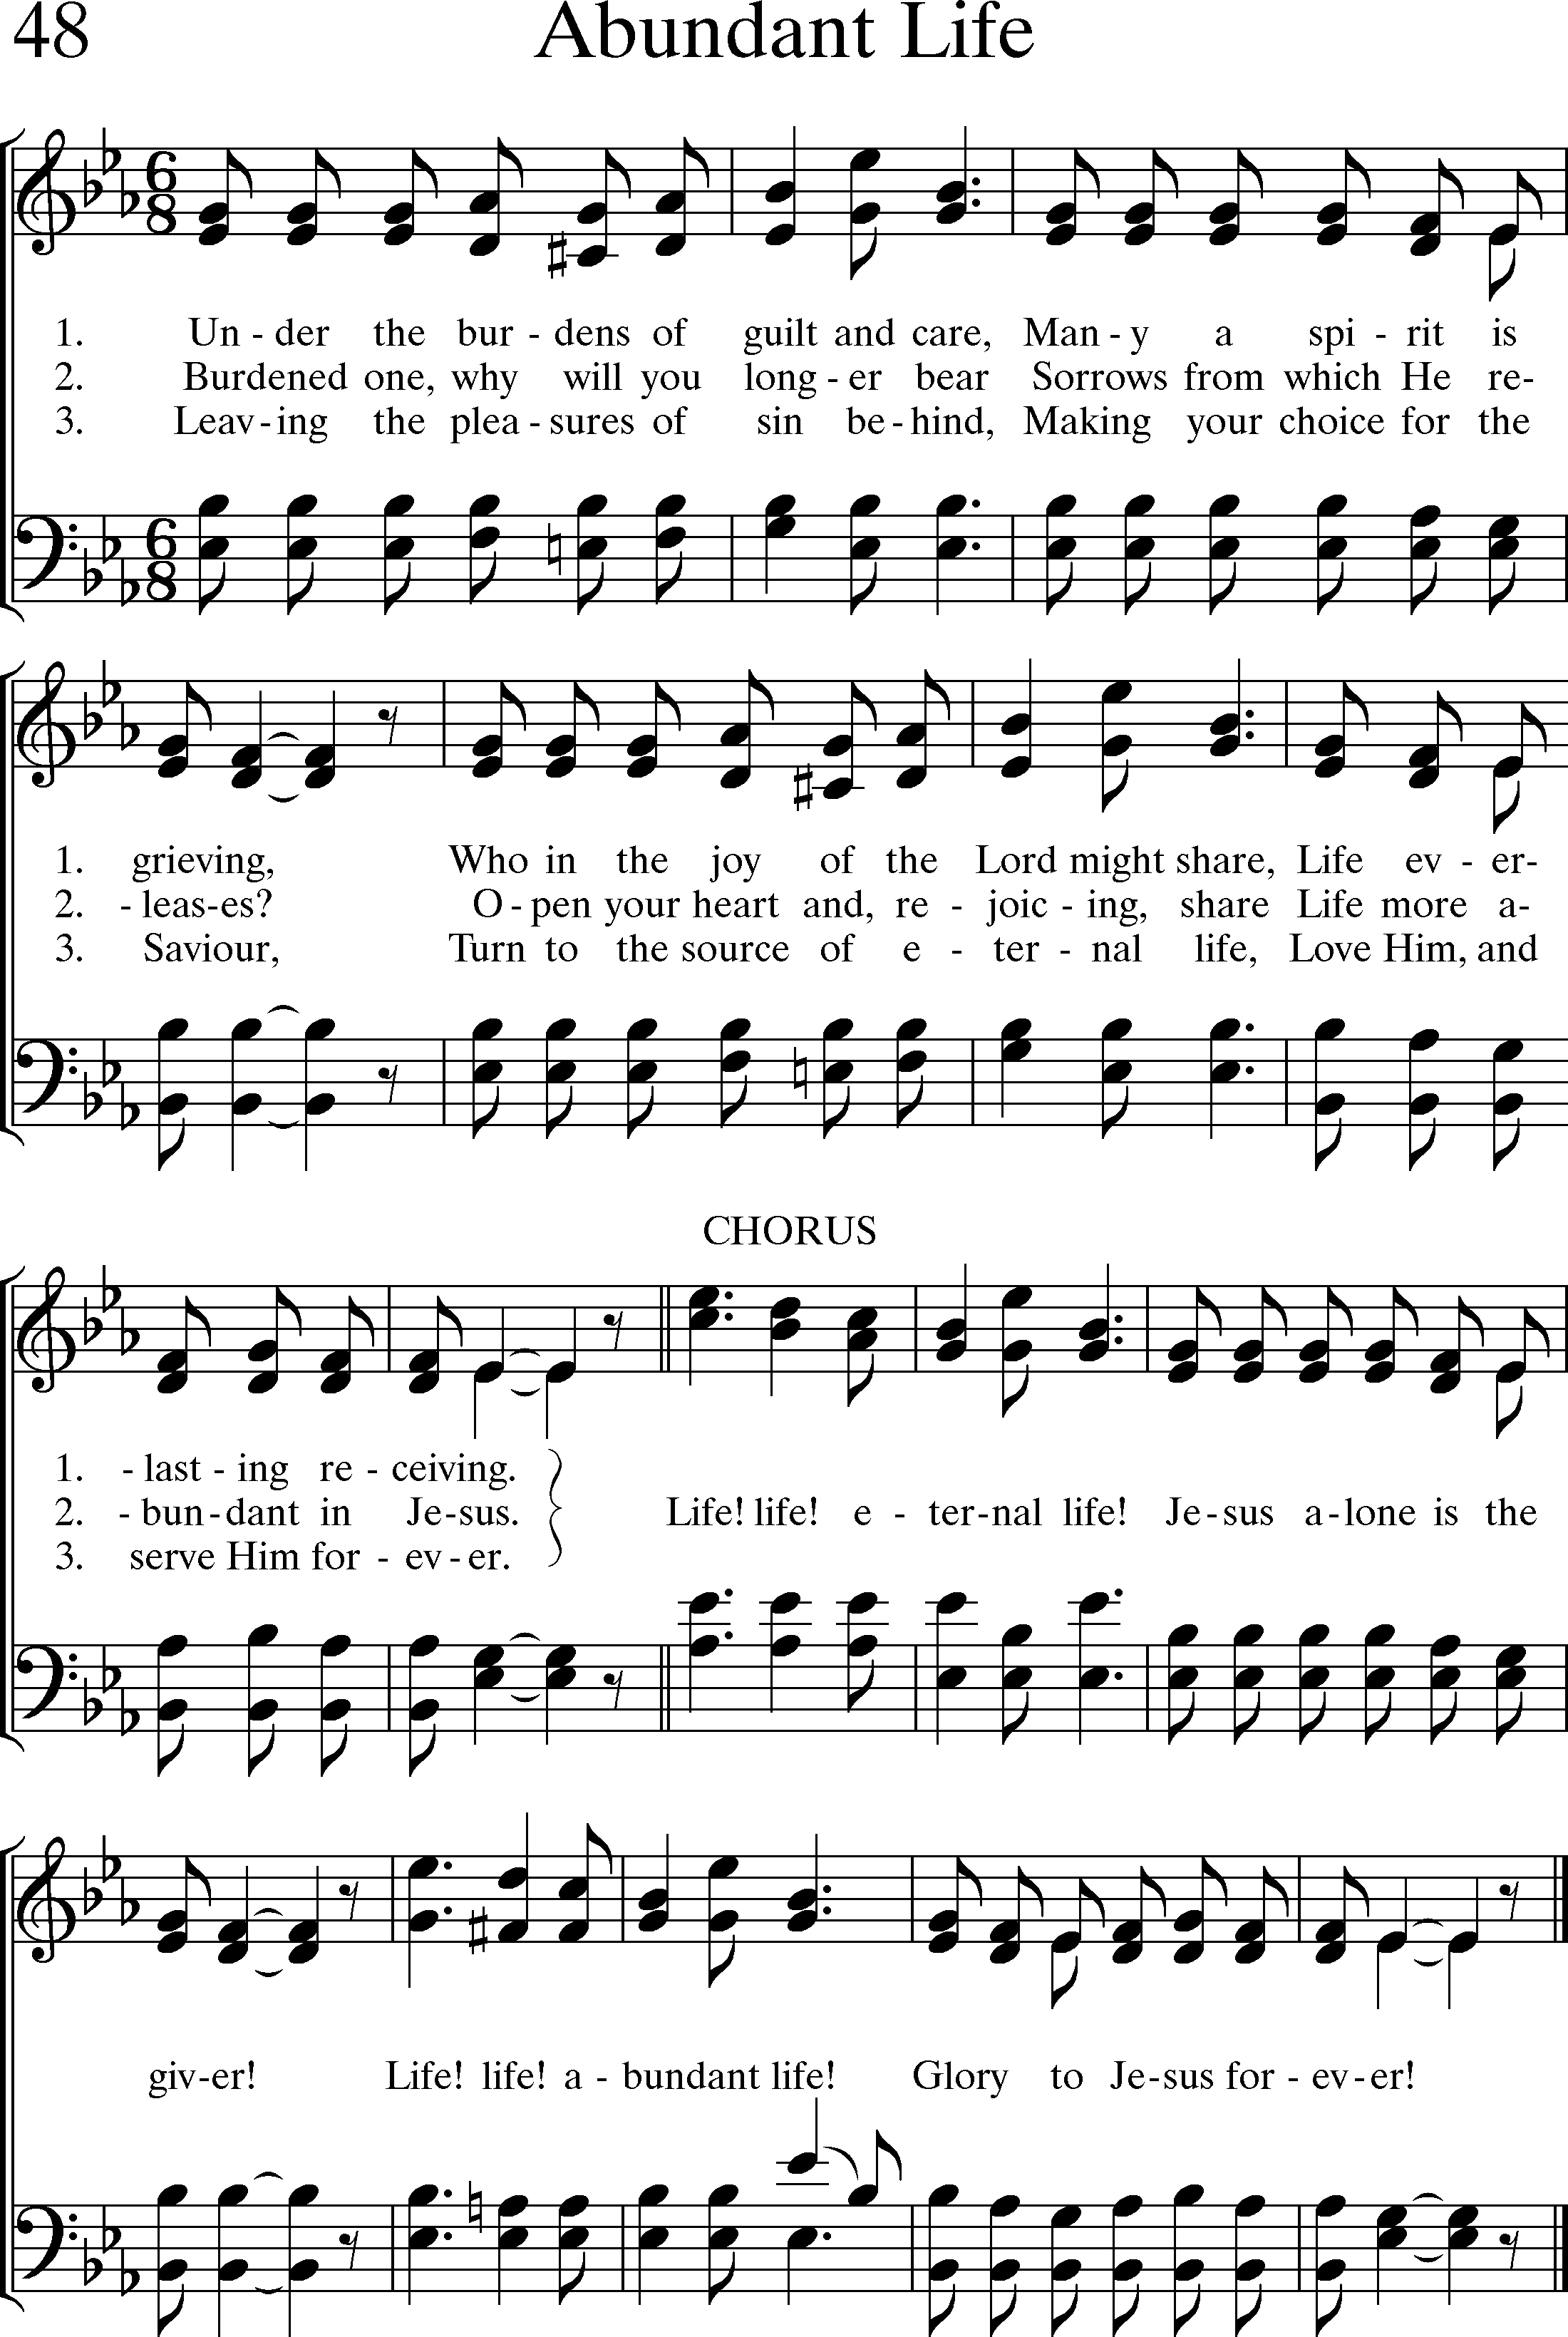 48 Abundant Life
1. Un - der the bur - dens of guilt and care, Man - y a spi - rit is
2. Burdened one, why will you long - er bear Sorrows from which He re-
3. Leav - ing the plea - sures of sin be - hind, Making your choice for the
1. grieving, Who in the joy of the Lord might share, Life ev - er-
2. - leas-es? O - pen your heart and, re - joic - ing, share Life more a-
3. Saviour, Turn to the source of e - ter - nal life, Love Him, and
CHORUS
1. - last - ing re - ceiving.
2. - bun - dant in Je-sus. Life! life! e - ter-nal life! Je-sus a-lone is the
3. serve Him for - ev - er.
giv-er! Life! life! a - bundant life! Glory to Je-sus for - ev-er!